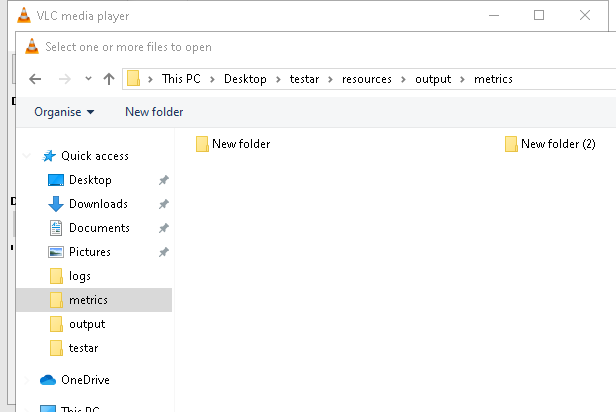 VLC media player
Select one or more files to open
This PC > Desktop > testar > resources > output > metrics
Organise New folder
New folder New folder (2)
Quick access
Desktop
Downloads
Documents
Pictures
logs
metrics
output
testar
OneDrive
This PC